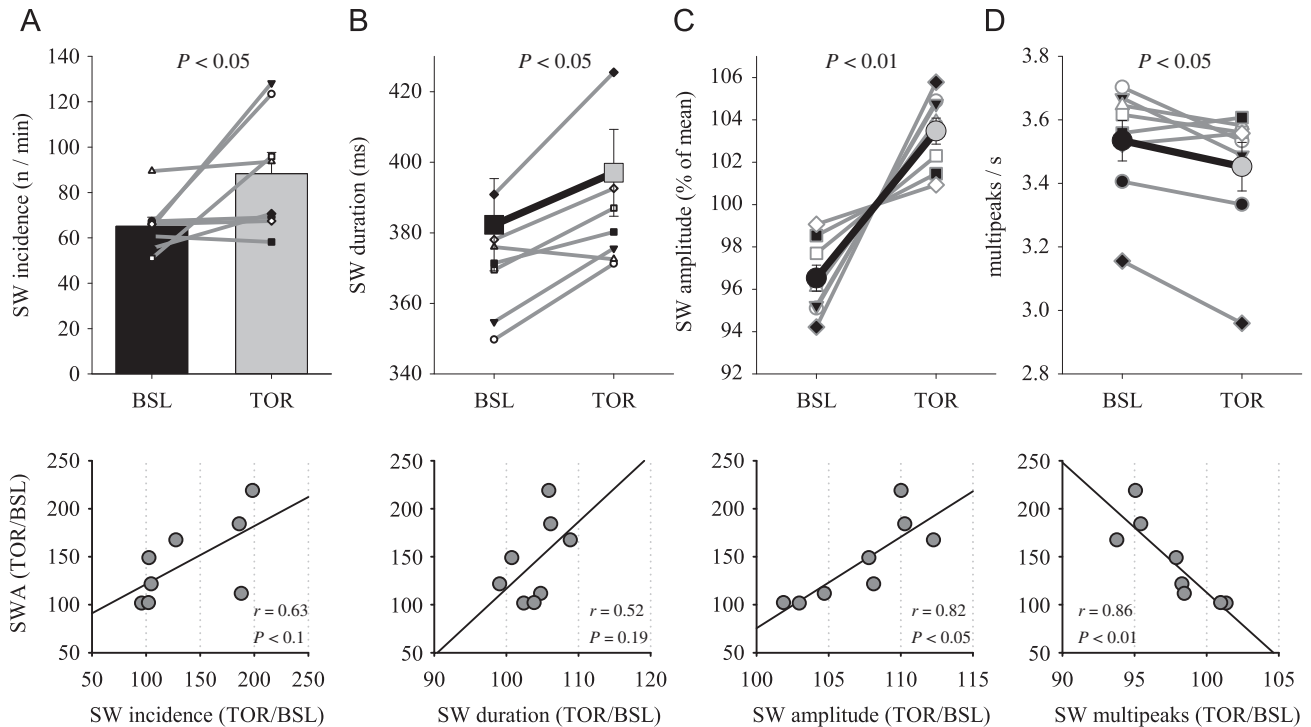 A
P < 0.05
SW incidence (n / min)
140
120
100
80
60
40
20
0
BSL
TOR
B
P < 0.05
SW duration (ms)
420
400
380
360
340
BSL
TOR
C
P < 0.01
SW amplitude (% of mean)
106
104
102
100
98
96
94
92
BSL
TOR
D
P < 0.05
multipeaks / s
3.8
3.6
3.4
3.2
3.0
2.8
BSL
TOR
SWA (TOR/BSL)
250
200
150
100
50
r = 0.63
P < 0.1
50
100
150
200
250
SW incidence (TOR/BSL)
250
200
150
100
50
r = 0.52
P = 0.19
90
100
110
120
SW duration (TOR/BSL)
250
200
150
100
50
r = 0.82
P < 0.05
100
105
110
115
SW amplitude (TOR/BSL)
250
200
150
100
50
r = 0.86
P < 0.01
90
95
100
105
SW multipeaks (TOR/BSL)